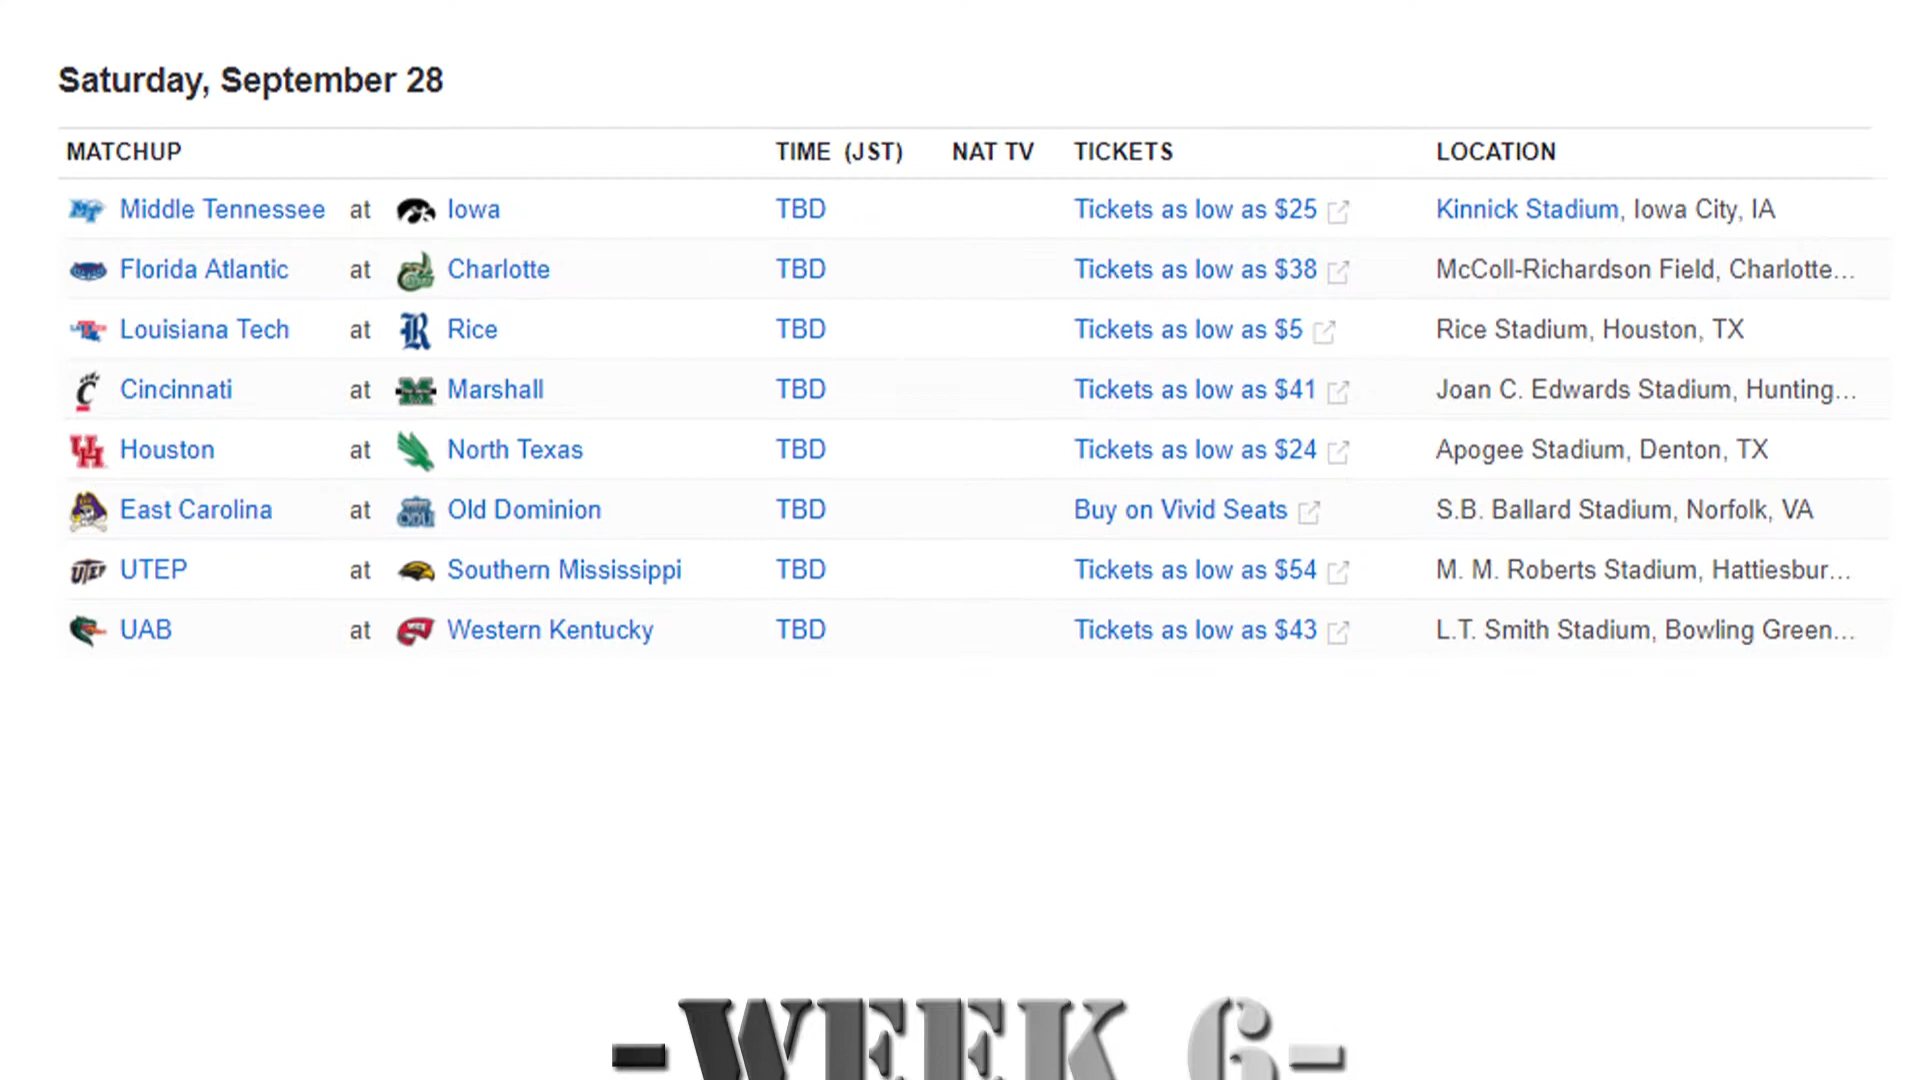 Saturday, September 28
MATCHUP TIME (JST) NAT TV TICKETS LOCATION
Middle Tennessee at Iowa TBD Tickets as low as $25 Kinnick Stadium, Iowa City, IA
Florida Atlantic at Charlotte TBD Tickets as low as $38 McColl-Richardson Field, Charlotte...
Louisiana Tech at Rice TBD Tickets as low as $5 Rice Stadium, Houston, TX
Cincinnati at Marshall TBD Tickets as low as $41 Joan C. Edwards Stadium, Hunting...
Houston at North Texas TBD Tickets as low as $24 Apogee Stadium, Denton, TX
East Carolina at Old Dominion TBD Buy on Vivid Seats S.B. Ballard Stadium, Norfolk, VA
UTEP at Southern Mississippi TBD Tickets as low as $54 M. M. Roberts Stadium, Hattiesbur...
UAB at Western Kentucky TBD Tickets as low as $43 L.T. Smith Stadium, Bowling Green...
-WEEK 6-